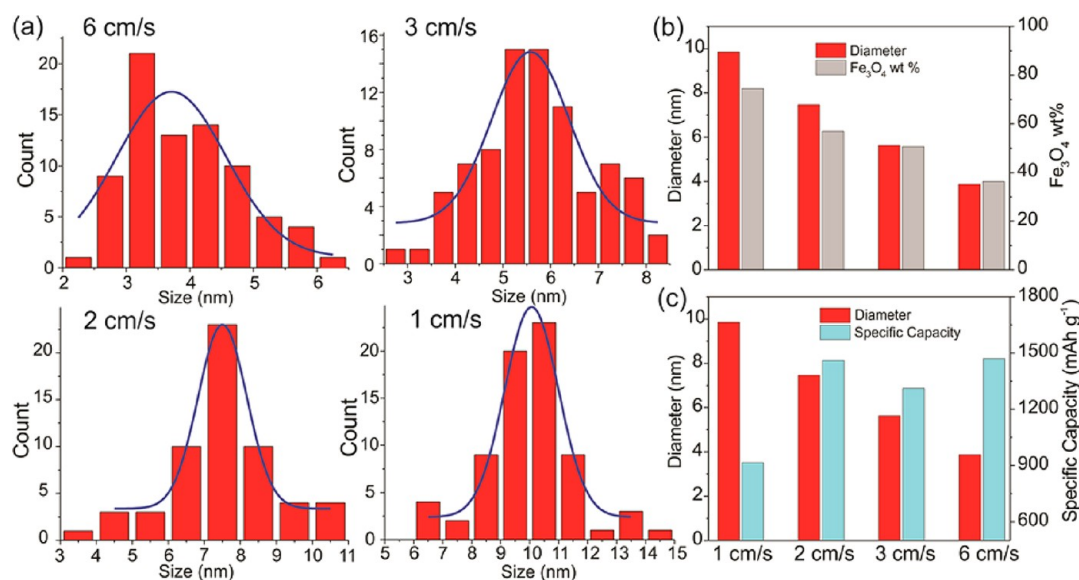 (a)
6 cm/s
Count
20
15
10
5
0
2 3 4 5 6
Size (nm)
3 cm/s
Count
16
12
8
4
0
3 4 5 6 7 8
Size (nm)
2 cm/s
Count
20
15
10
5
0
3 4 5 6 7 8 9 10 11
Size (nm)
1 cm/s
Count
20
15
10
5
0
5 6 7 8 9 10 11 12 13 14 15
Size (nm)
(b)
Diameter
Fe₃O₄ wt %
Diameter (nm)
10
8
6
4
2
0
Fe₃O₄ wt%
100
80
60
40
20
0
(c)
Diameter
Specific Capacity
Diameter (nm)
10
8
6
4
2
0
Specific Capacity (mAh g⁻¹)
1800
1500
1200
900
600
1 cm/s 2 cm/s 3 cm/s 6 cm/s